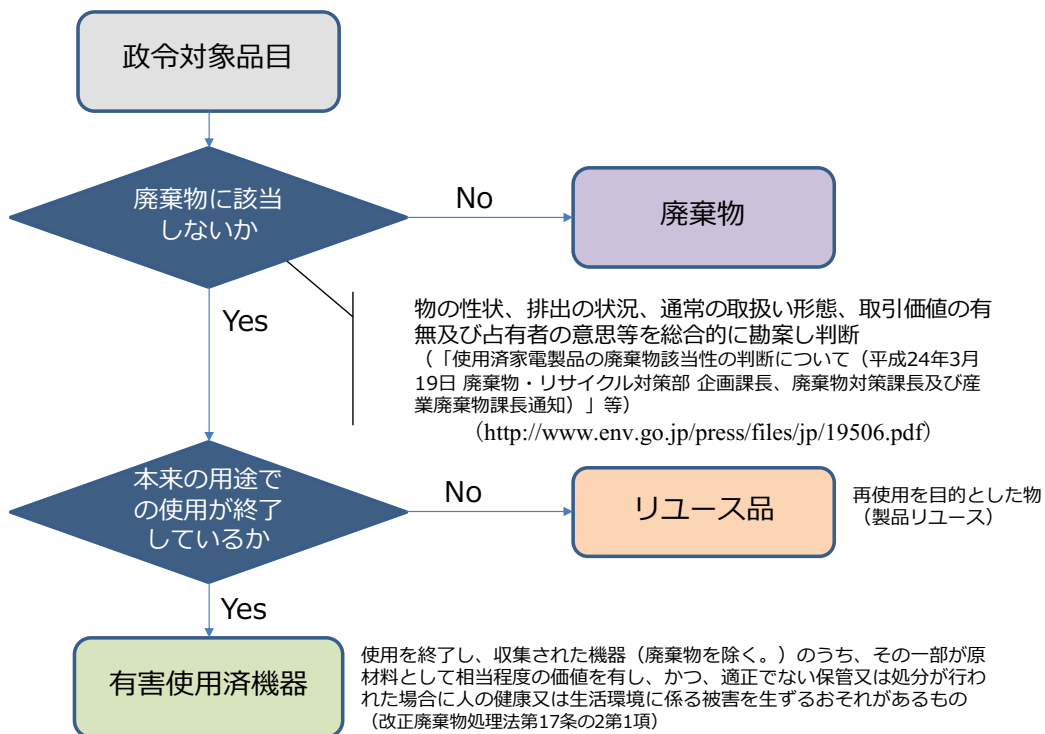 政令対象品目
廃棄物に該当
しないか
No
廃棄物
Yes
物の性状、排出の状況、通常の取扱い形態、取引価値の有
無及び占有者の意思等を総合的に勘案し判断
（「使用済家電製品の廃棄物該当性の判断について（平成24年3月
19日 廃棄物・リサイクル対策部 企画課長、廃棄物対策課長及び産
業廃棄物課長通知）」等）
（http://www.env.go.jp/press/files/jp/19506.pdf）
本来の用途で
の使用が終了
しているか
No
リユース品
再使用を目的とした物
（製品リユース）
Yes
有害使用済機器
使用を終了し、収集された機器（廃棄物を除く。）のうち、その一部が原
材料として相当程度の価値を有し、かつ、適正でない保管又は処分が行わ
れた場合に人の健康又は生活環境に係る被害を生ずるおそれがあるもの
（改正廃棄物処理法第17条の2第1項）